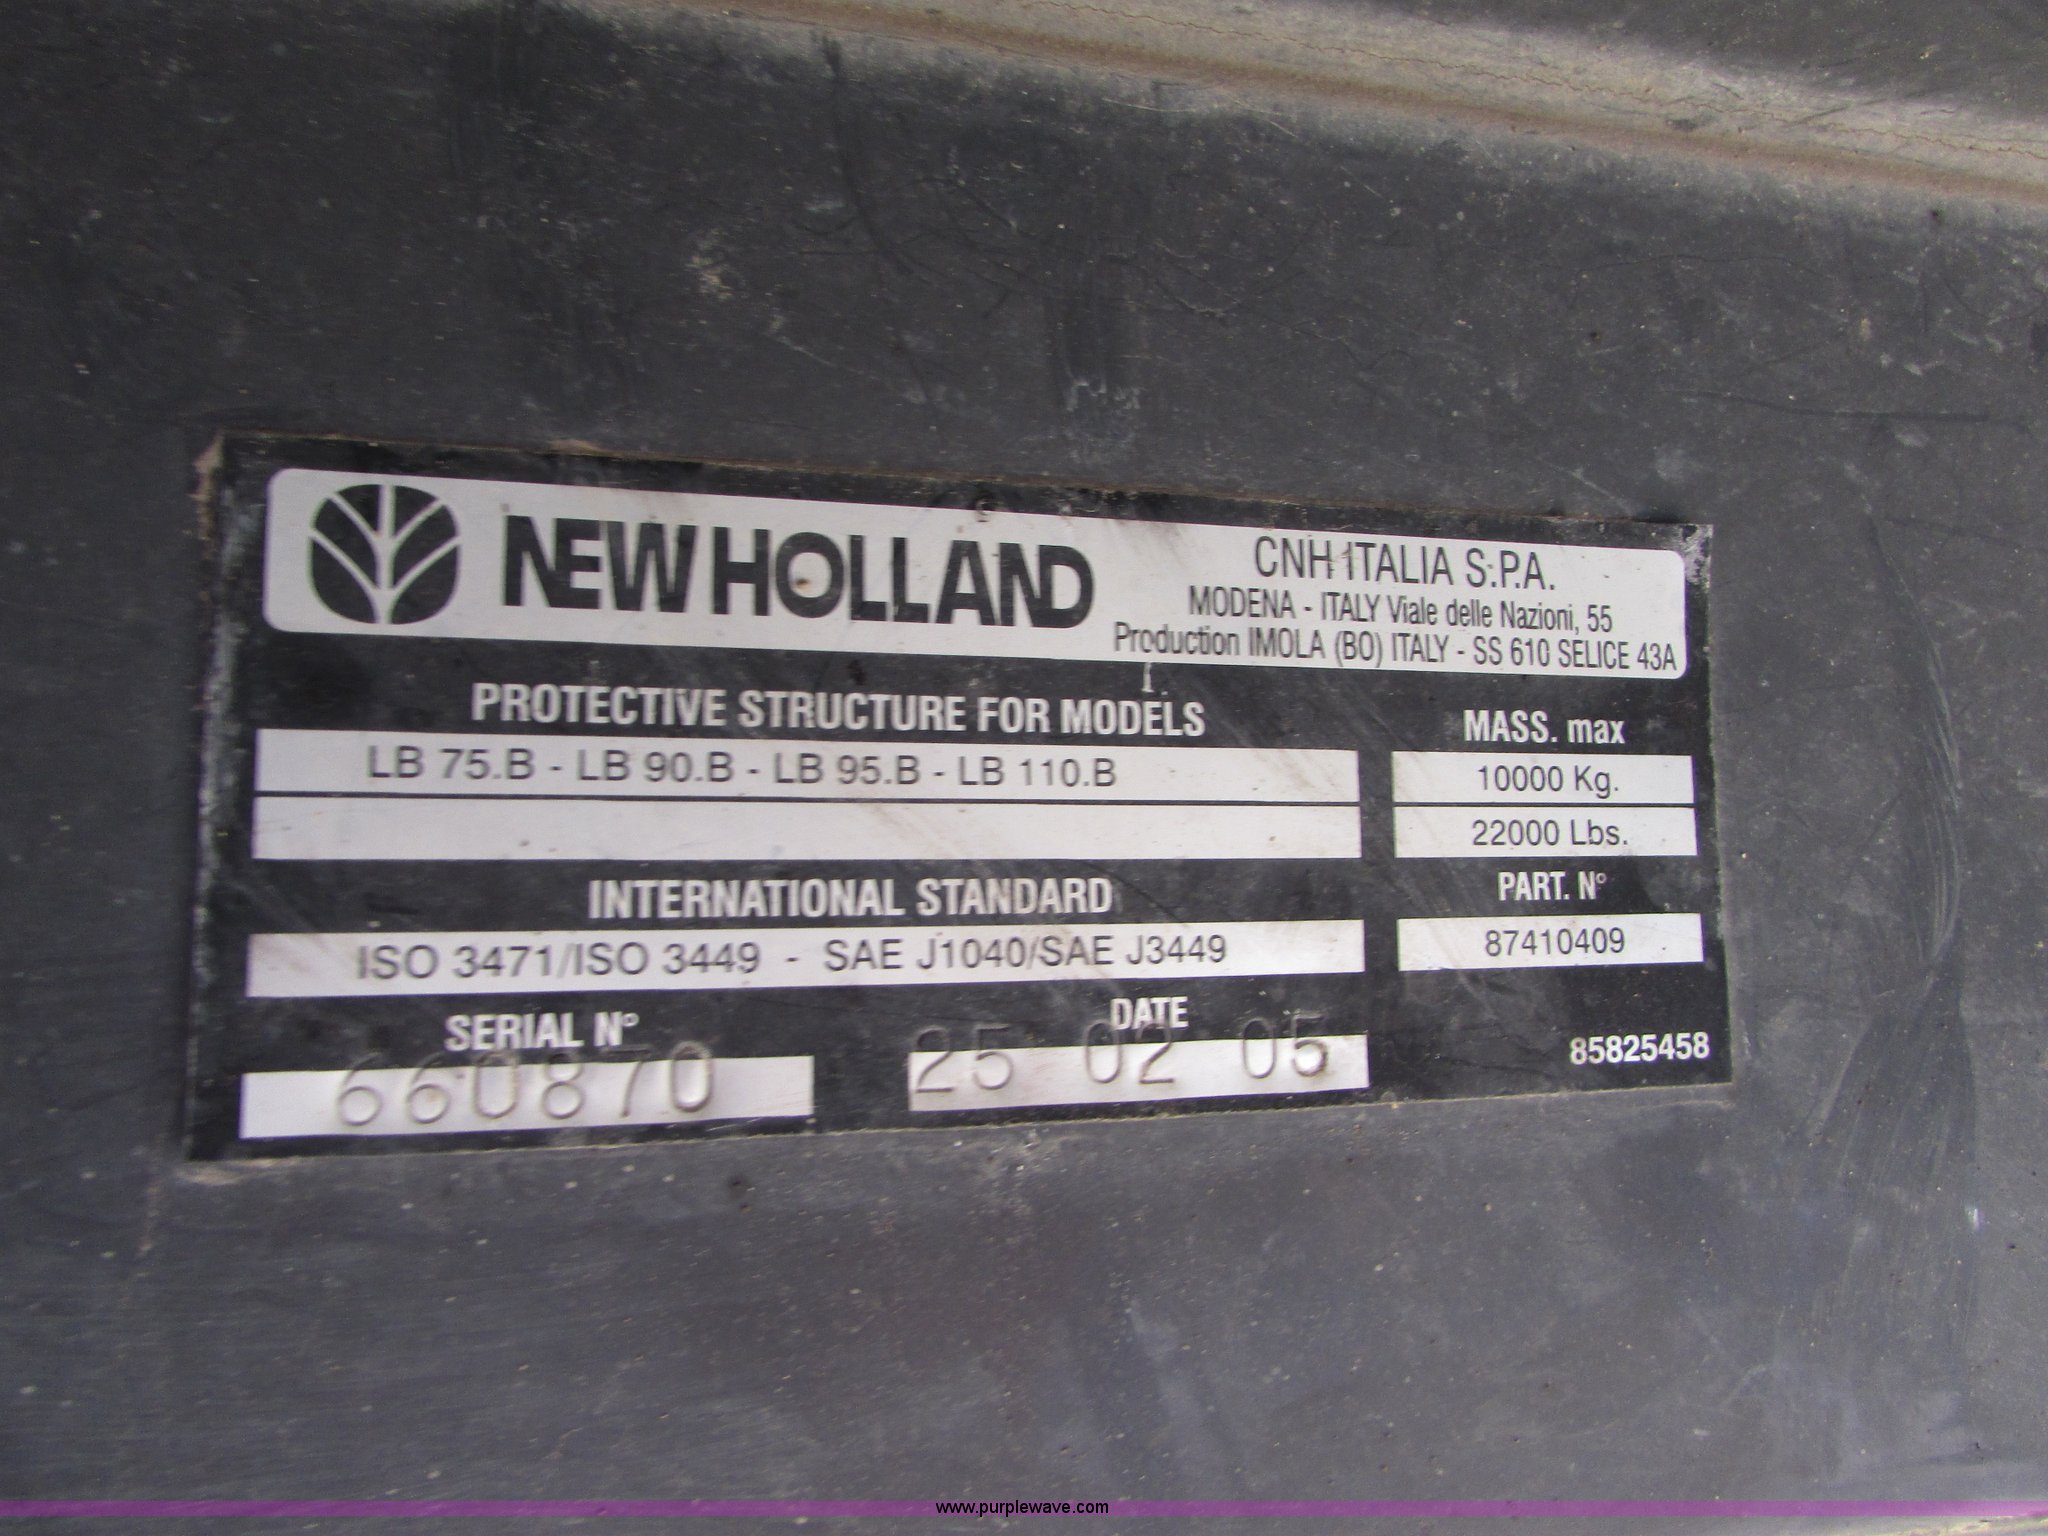 NEW HOLLAND
CNH ITALIA S.P.A.
MODENA - ITALY Viale delle Nazioni, 55
Production IMOLA (BO) ITALY - SS 610 SELICE 43A
PROTECTIVE STRUCTURE FOR MODELS
MASS. max
LB 75.B - LB 90.B - LB 95.B - LB 110.B
10000 Kg.
22000 Lbs.
INTERNATIONAL STANDARD
PART. N°
ISO 3471/ISO 3449 - SAE J1040/SAE J3449
87410409
SERIAL N°
DATE
660870
25 02 05
85825458
www.purplewave.com